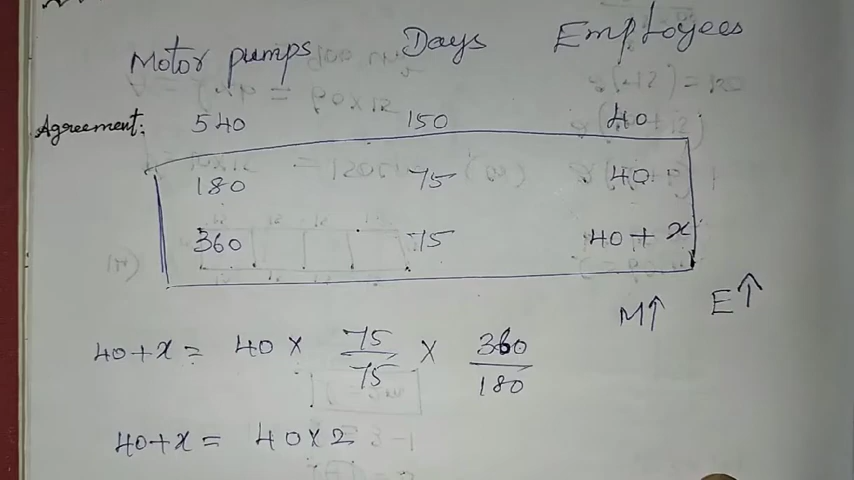 Motor pumps Days Employees
Agreement: 540 150 40
180 75 40
360 75 40 + x
M↑ E↑
40+x = 40 × 75/75 × 360/180
40+x = 40×2